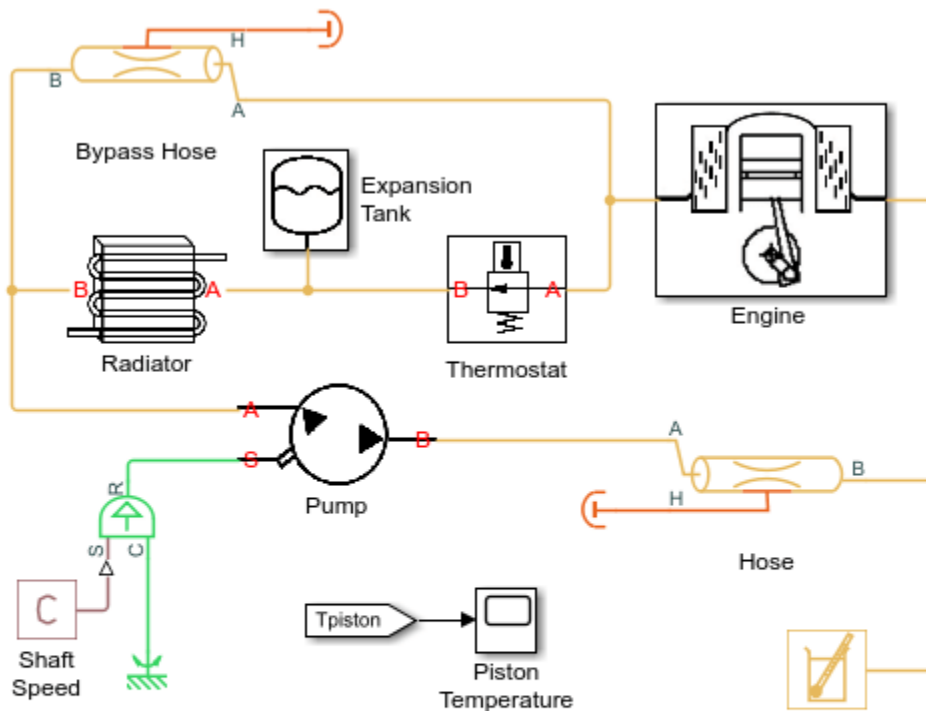 H
B
A
Bypass Hose
Expansion
Tank
B
A
Radiator
B
A
Thermostat
Engine
A
B
S
Pump
A
B
H
Hose
R
S
C
C
Shaft
Speed
Tpiston
Piston
Temperature